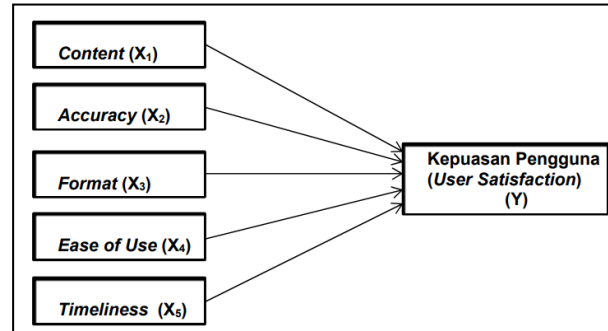 Content (X₁)
Accuracy (X₂)
Format (X₃)
Ease of Use (X₄)
Timeliness (X₅)
Kepuasan Pengguna
(User Satisfaction)
(Y)